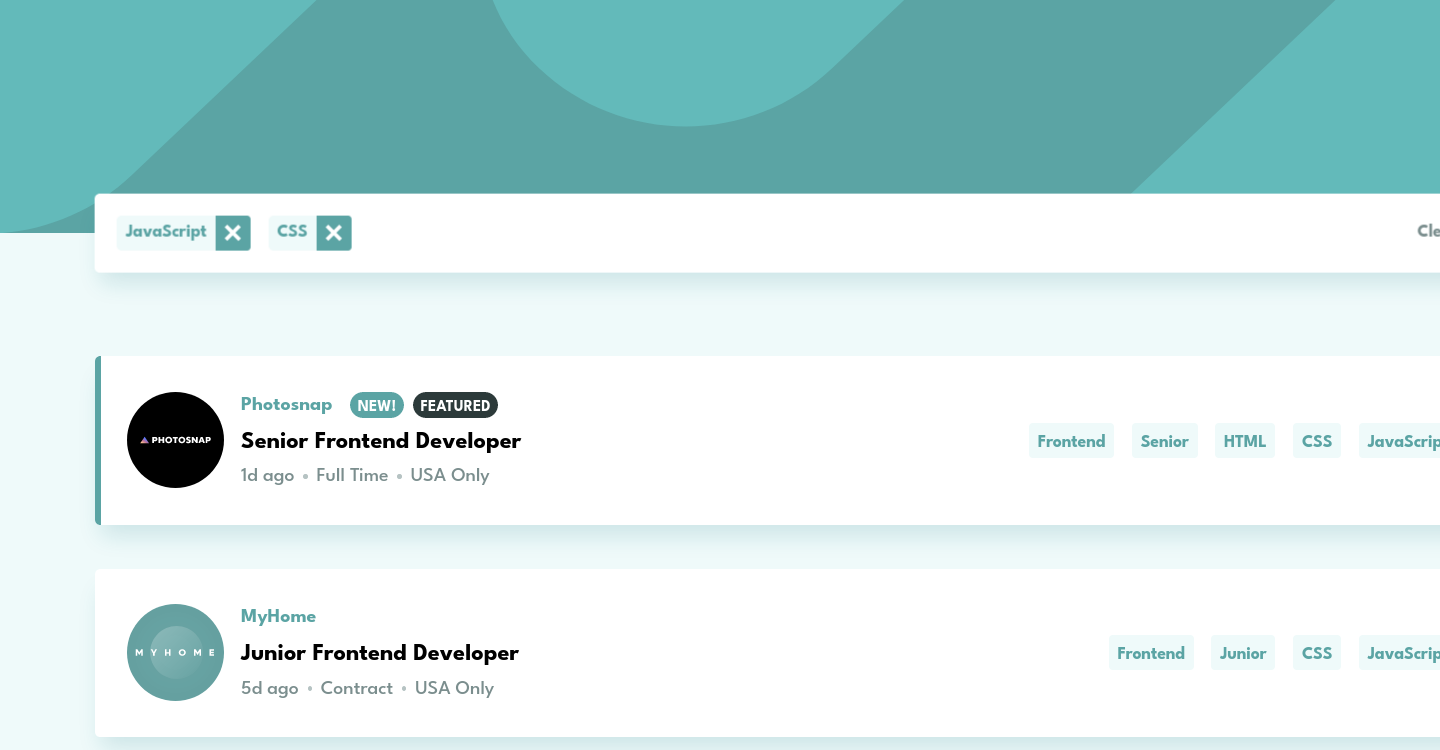 JavaScript CSS Cle
Photosnap NEW! FEATURED
PHOTOSNAP
Senior Frontend Developer
Frontend Senior HTML CSS JavaScrip
1d ago • Full Time • USA Only
MyHome
MYHOME
Junior Frontend Developer
Frontend Junior CSS JavaScrip
5d ago • Contract • USA Only